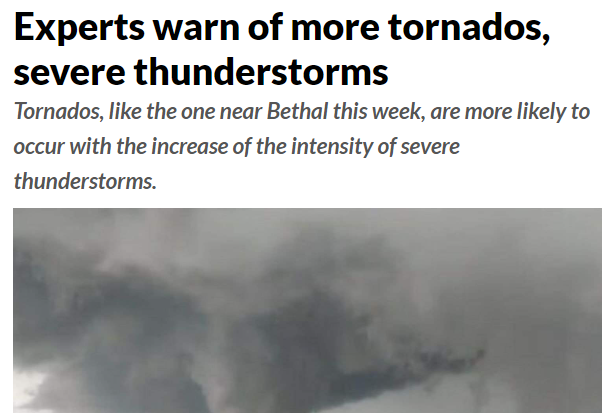 Experts warn of more tornados,
severe thunderstorms
Tornados, like the one near Bethal this week, are more likely to
occur with the increase of the intensity of severe
thunderstorms.